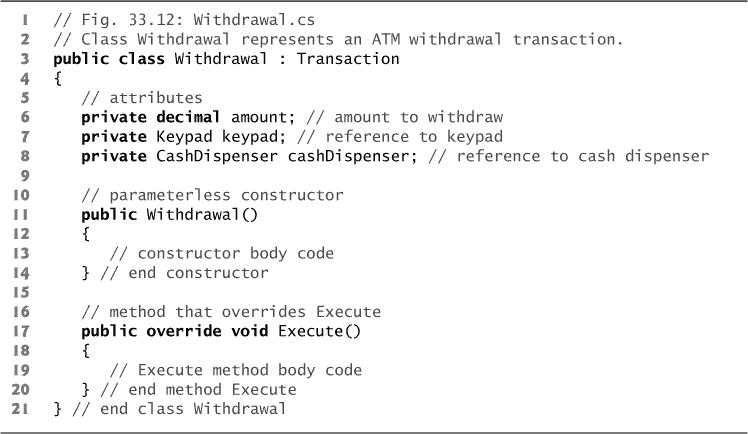 1 // Fig. 33.12: Withdrawal.cs
2 // Class Withdrawal represents an ATM withdrawal transaction.
3 public class Withdrawal : Transaction
4 {
5    // attributes
6    private decimal amount; // amount to withdraw
7    private Keypad keypad; // reference to keypad
8    private CashDispenser cashDispenser; // reference to cash dispenser
9
10    // parameterless constructor
11    public Withdrawal()
12    {
13       // constructor body code
14    } // end constructor
15
16    // method that overrides Execute
17    public override void Execute()
18    {
19       // Execute method body code
20    } // end method Execute
21 } // end class Withdrawal